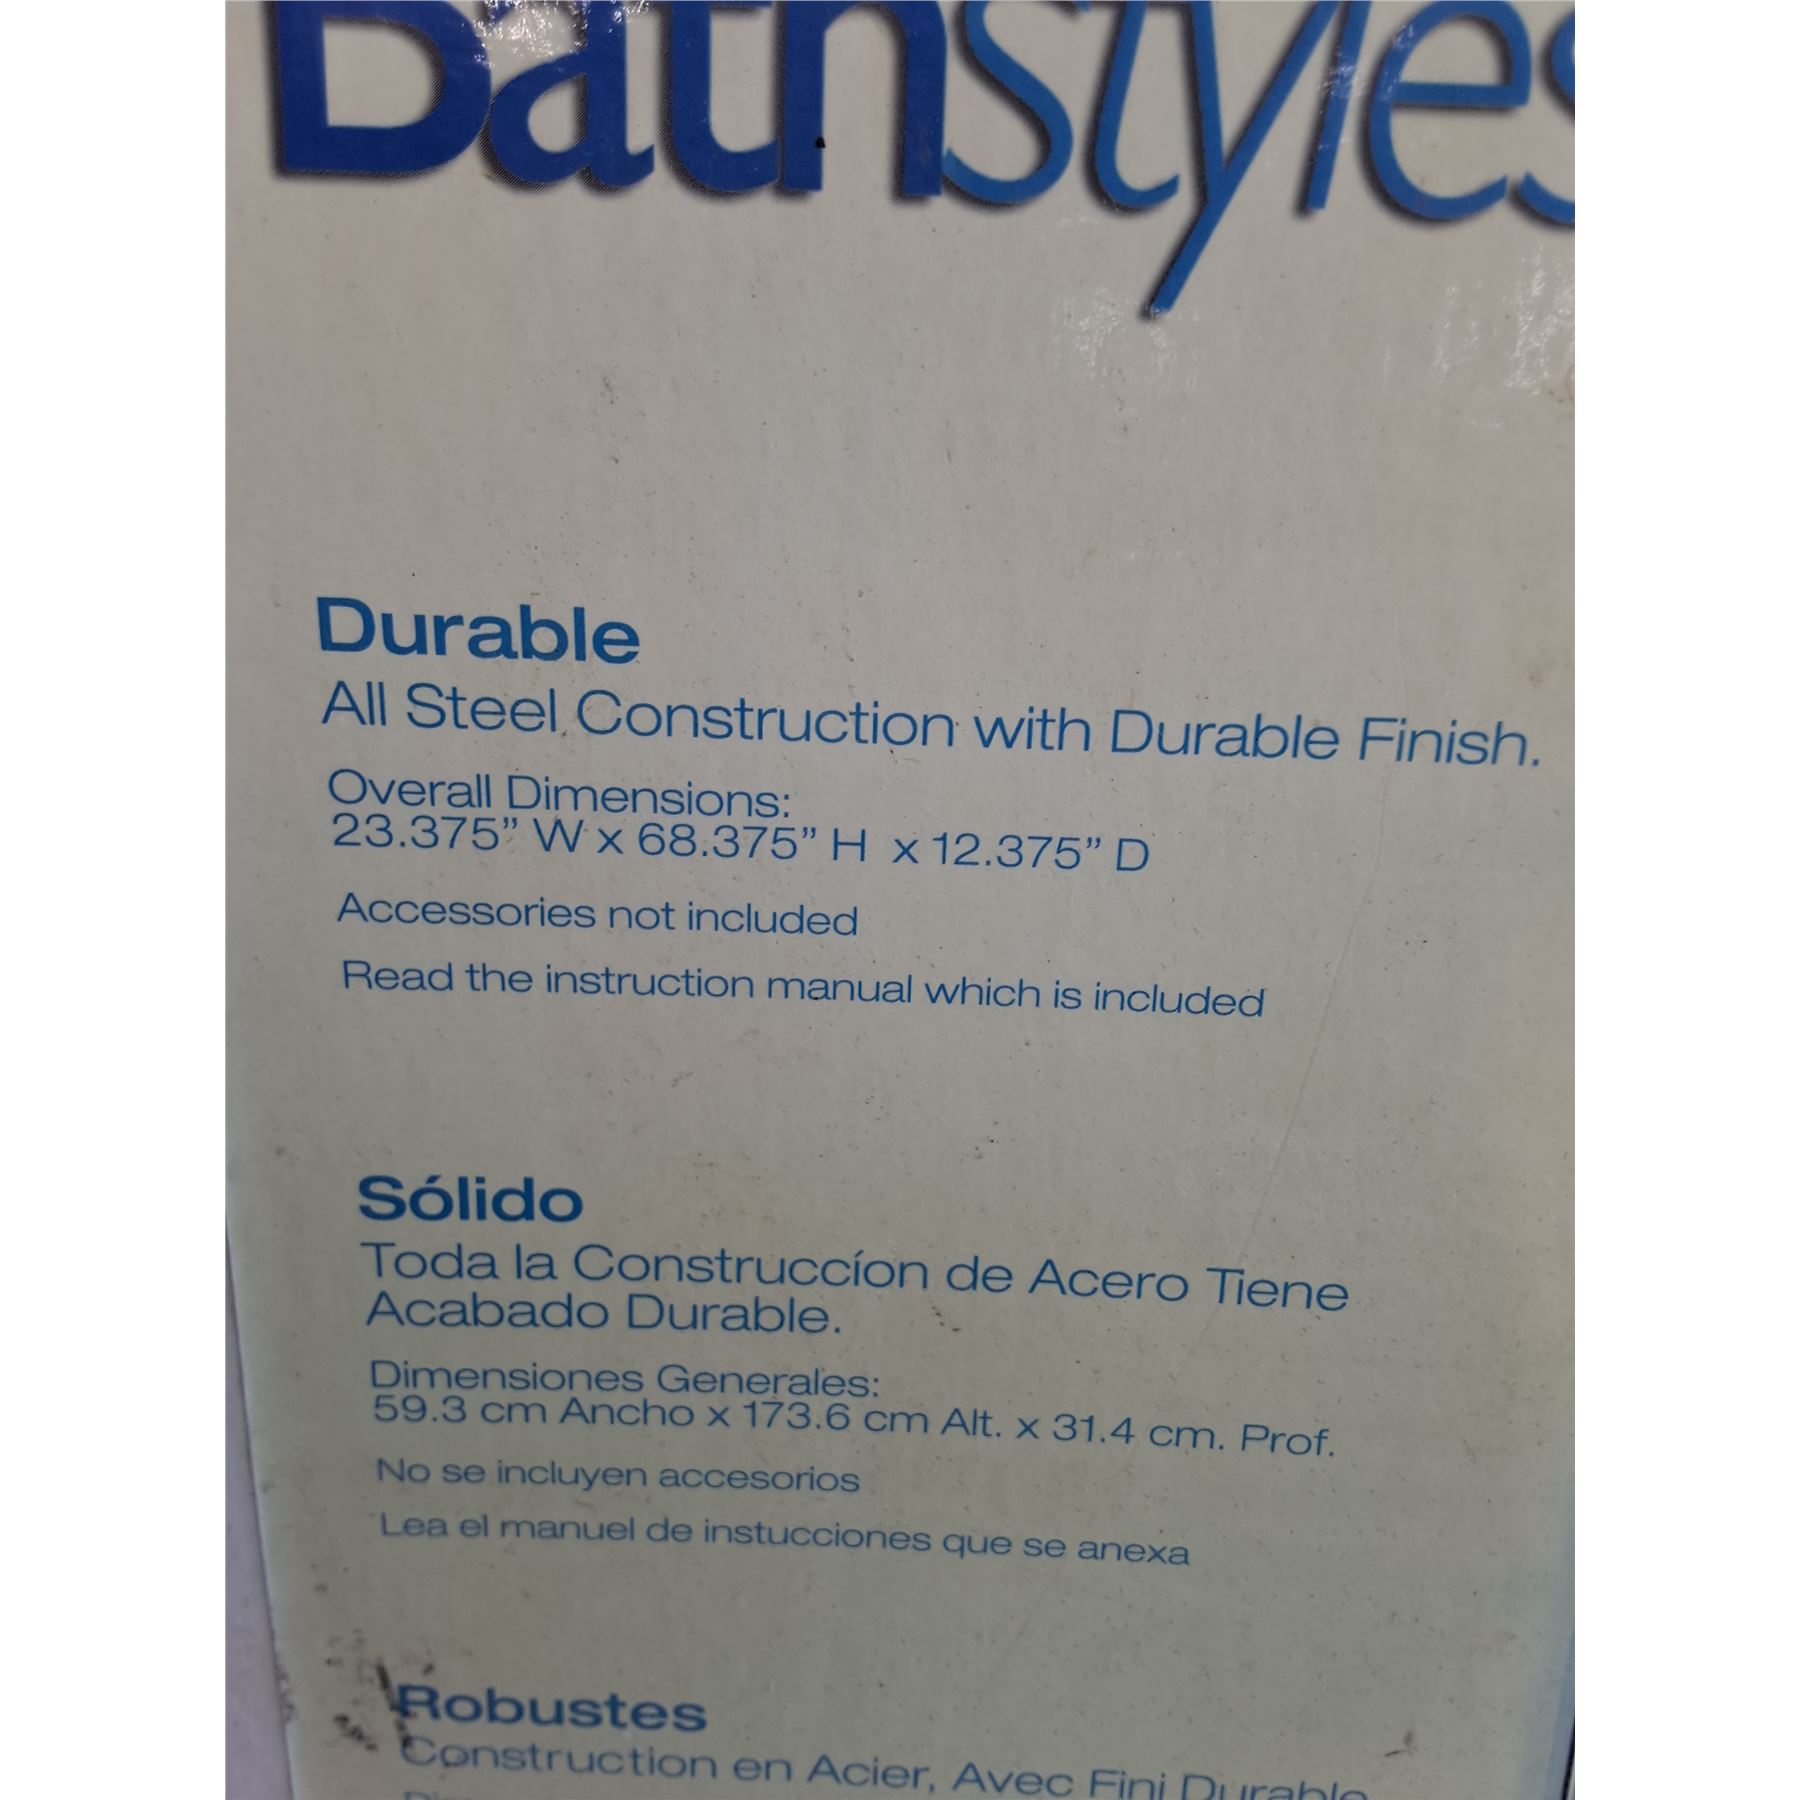 Bathstyles
Durable
All Steel Construction with Durable Finish.
Overall Dimensions:
23.375” W x 68.375” H x 12.375” D
Accessories not included
Read the instruction manual which is included
Sólido
Toda la Construccíon de Acero Tiene
Acabado Durable.
Dimensiones Generales:
59.3 cm Ancho x 173.6 cm Alt. x 31.4 cm. Prof.
No se incluyen accesorios
Lea el manuel de instucciones que se anexa
Robustes
Construction en Acier, Avec Fini Durable